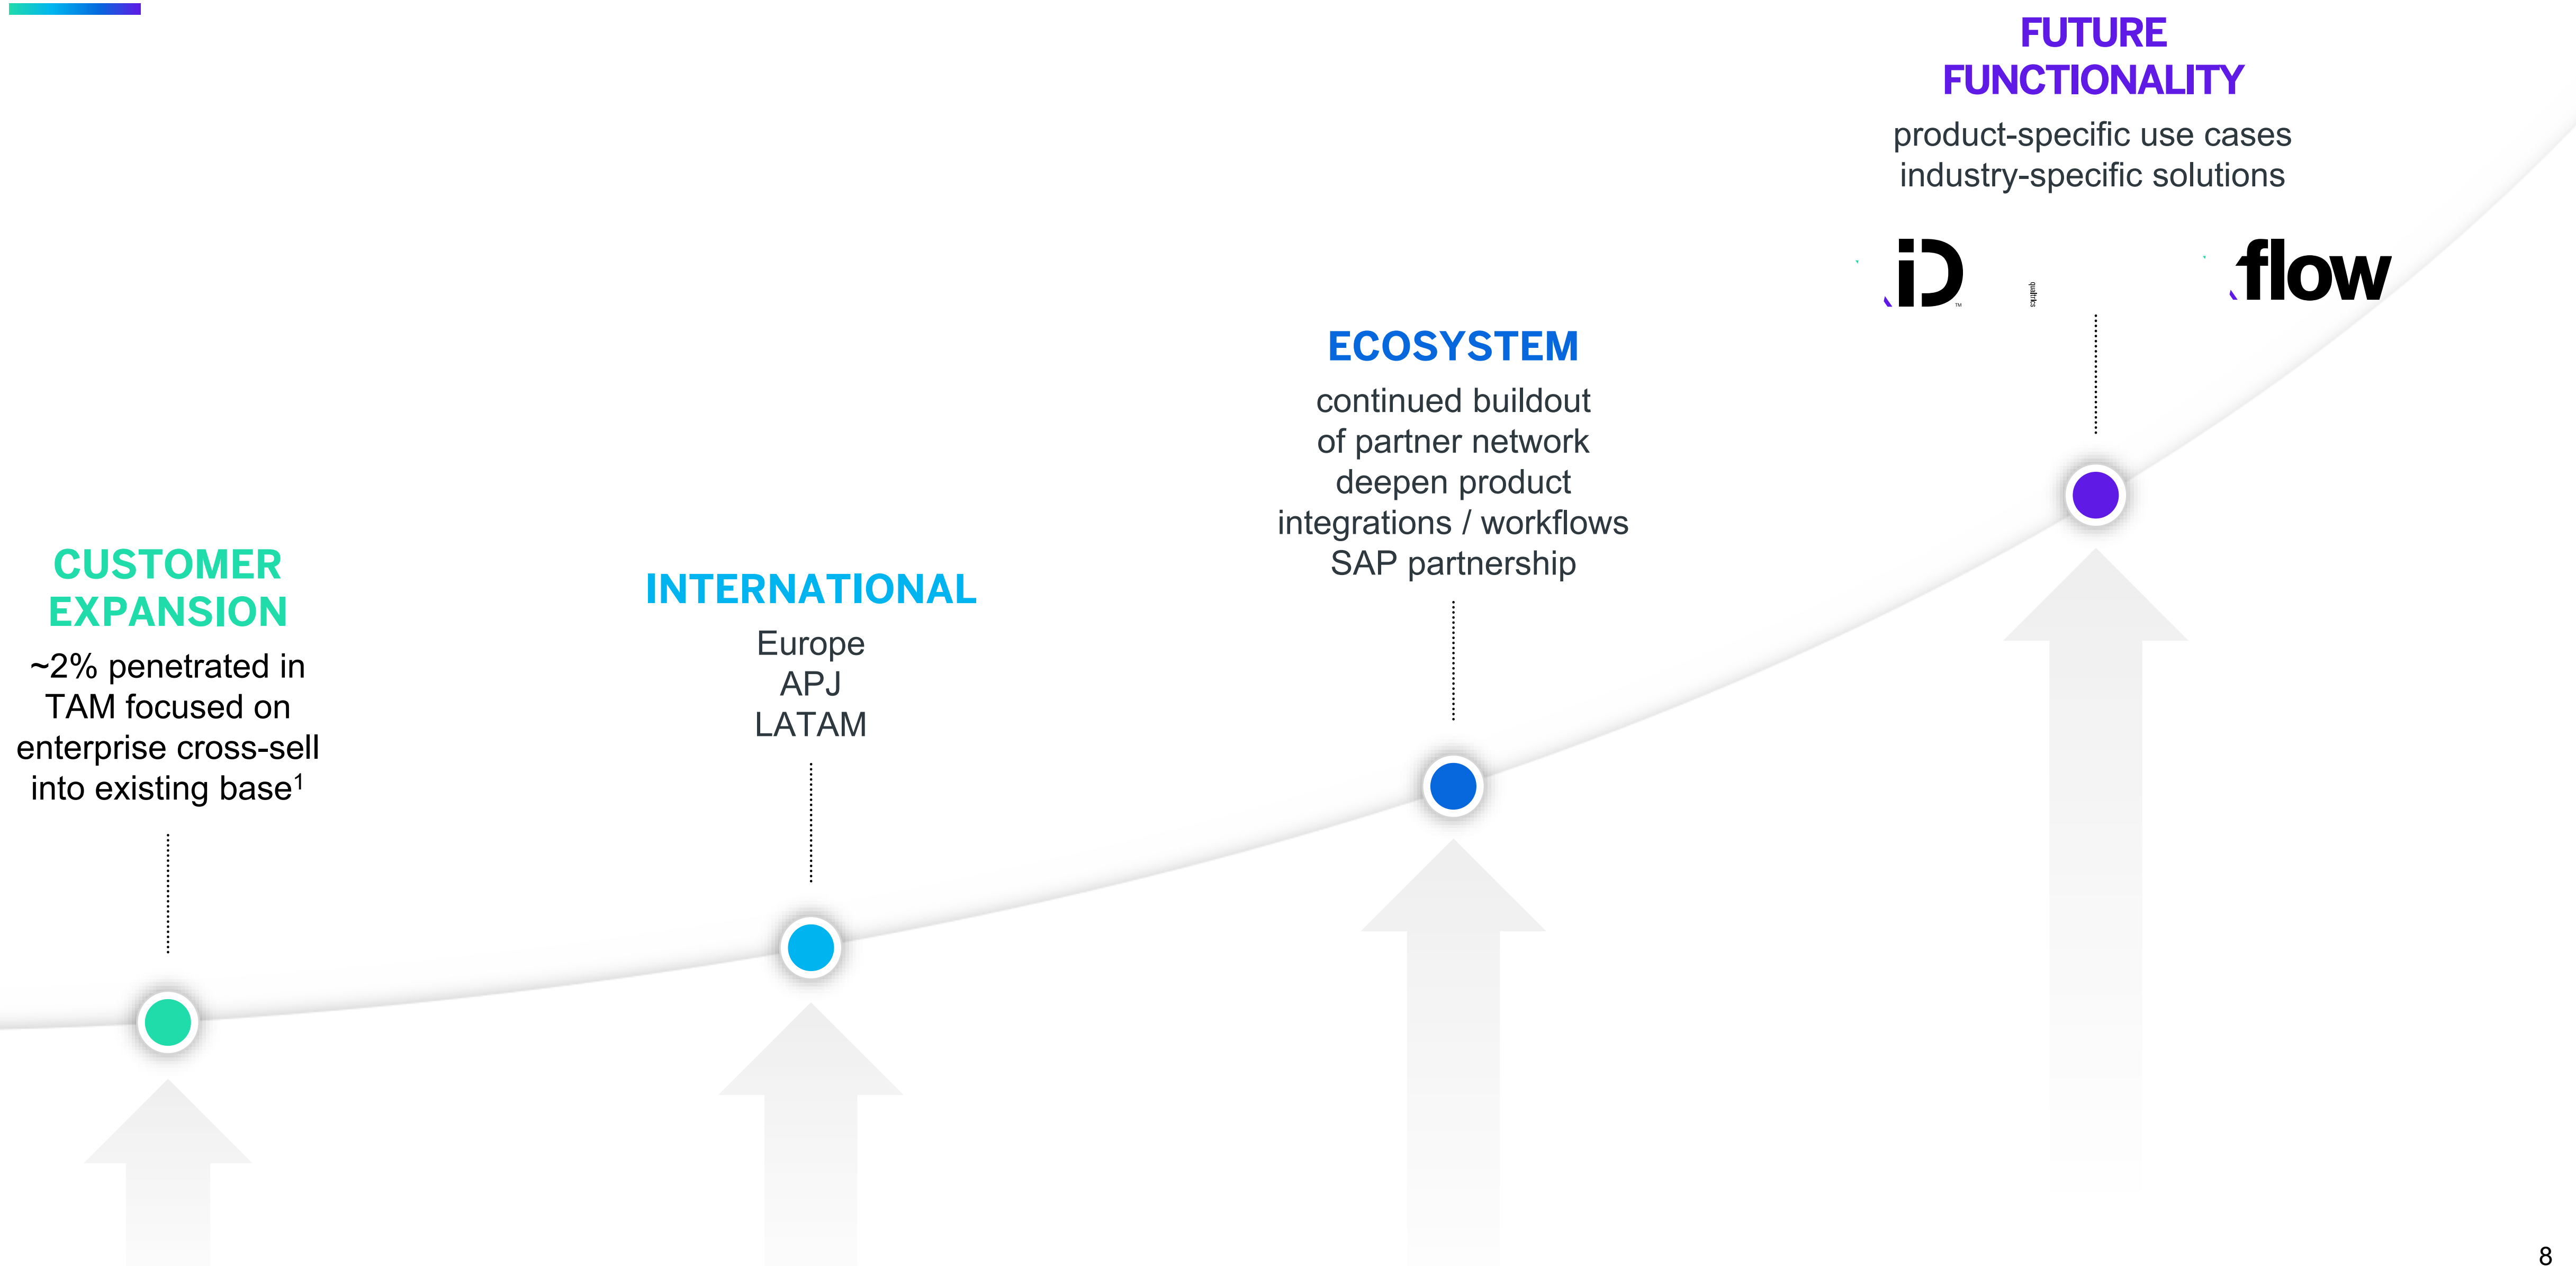 CUSTOMER
EXPANSION
~2% penetrated in
TAM focused on
enterprise cross-sell
into existing base¹
INTERNATIONAL
Europe
APJ
LATAM
ECOSYSTEM
continued buildout
of partner network
deepen product
integrations / workflows
SAP partnership
FUTURE
FUNCTIONALITY
product-specific use cases
industry-specific solutions
iD™
qualtrics
flow
8